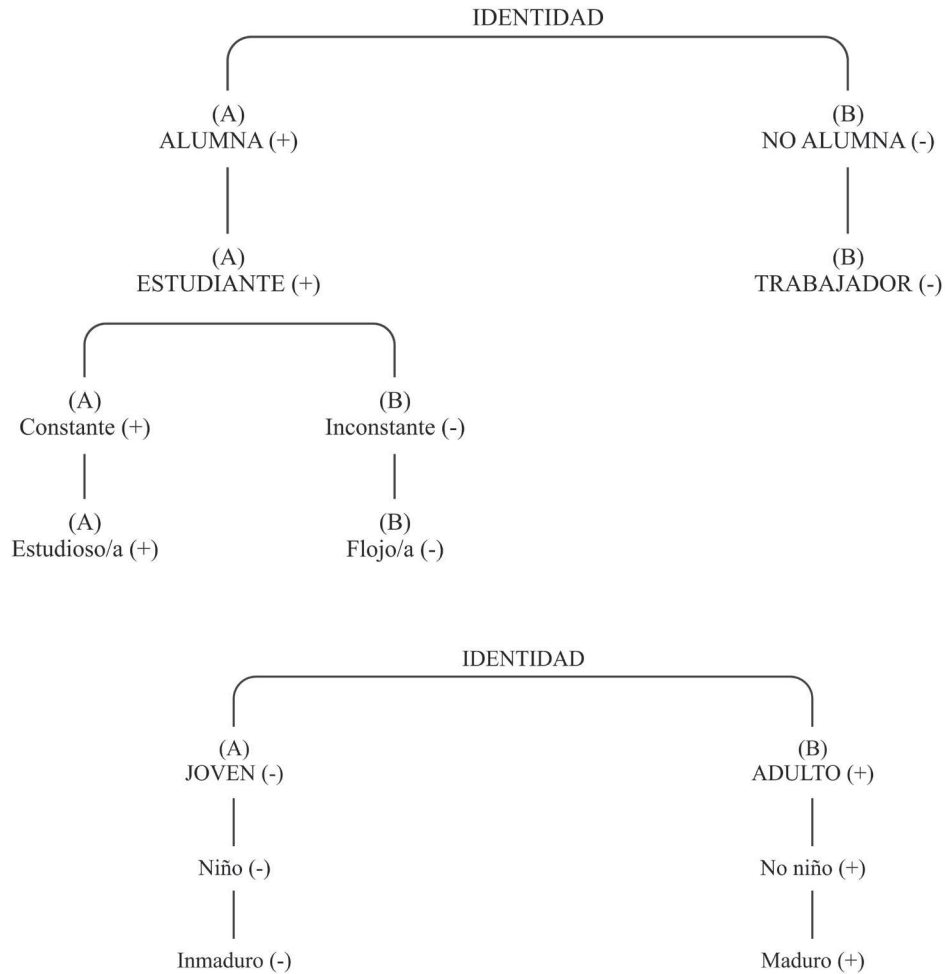 IDENTIDAD
(A)
ALUMNA (+)
(B)
NO ALUMNA (-)
(A)
ESTUDIANTE (+)
(B)
TRABAJADOR (-)
(A)
Constante (+)
(B)
Inconstante (-)
(A)
Estudioso/a (+)
(B)
Flojo/a (-)
IDENTIDAD
(A)
JOVEN (-)
(B)
ADULTO (+)
Niño (-)
No niño (+)
Inmaduro (-)
Maduro (+)